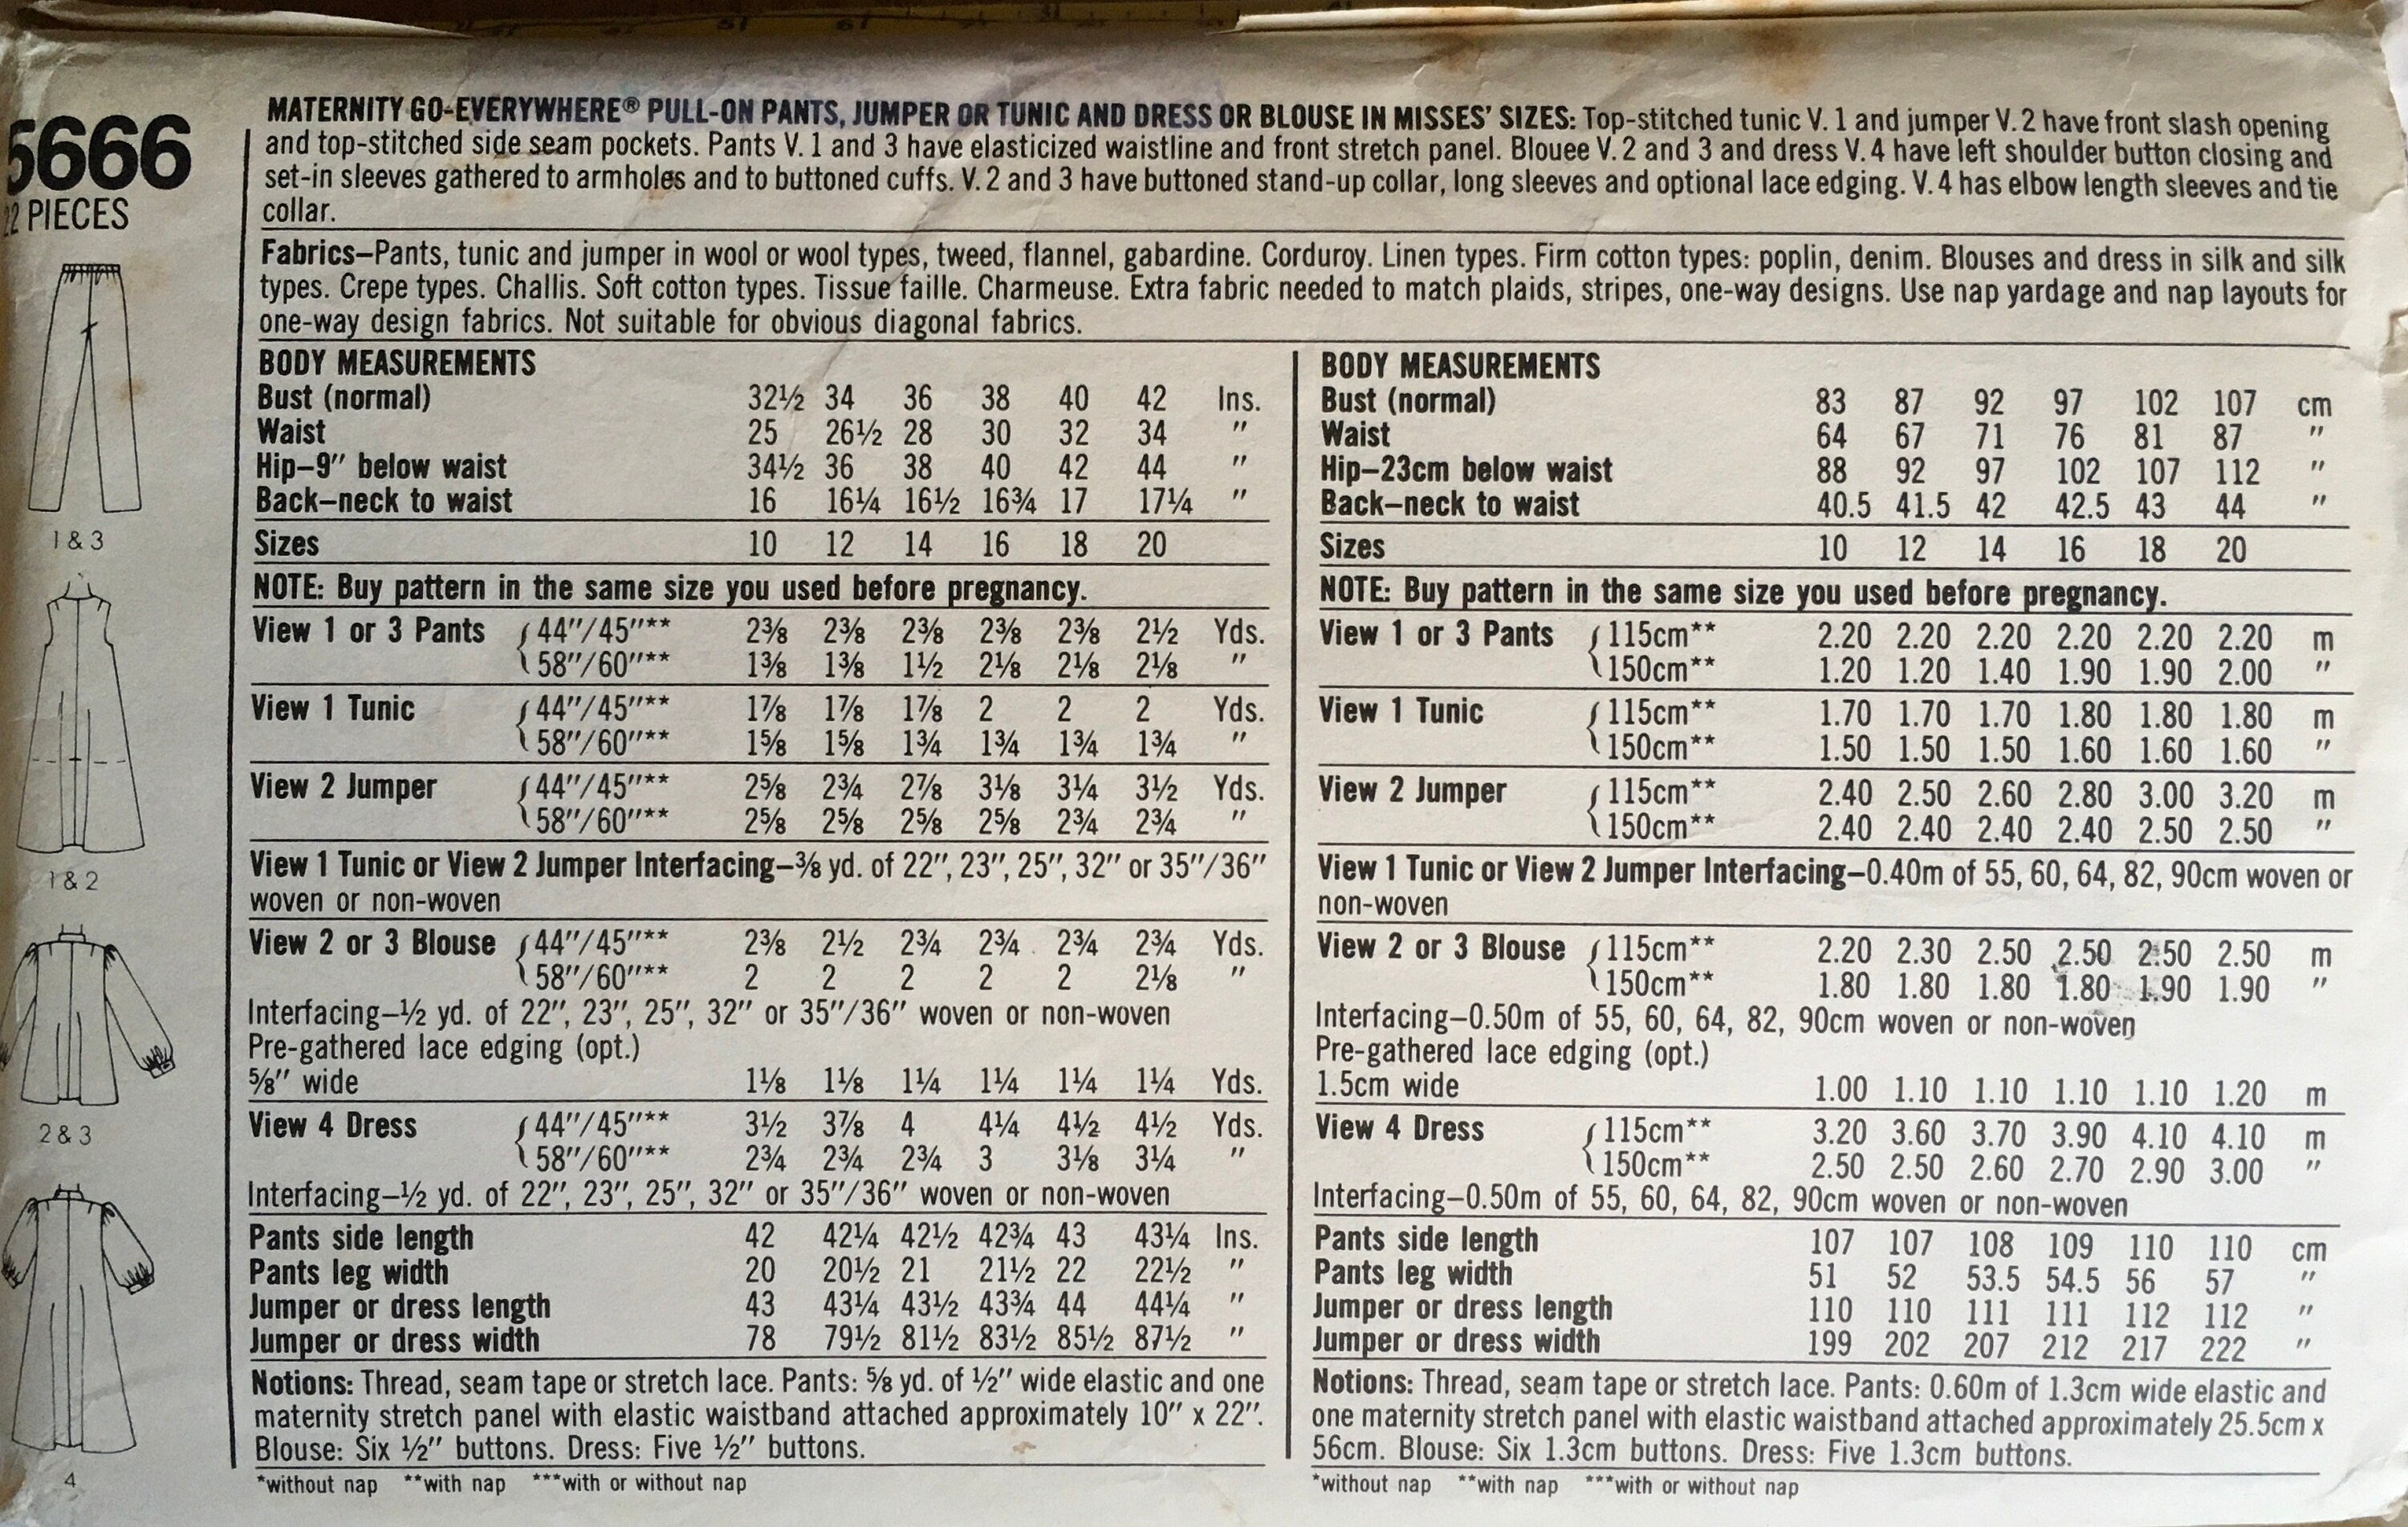 5666
22 PIECES
1 & 3
1 & 2
2 & 3
4
MATERNITY GO-EVERYWHERE® PULL-ON PANTS, JUMPER OR TUNIC AND DRESS OR BLOUSE IN MISSES' SIZES: Top-stitched tunic V. 1 and jumper V. 2 have front slash opening
and top-stitched side seam pockets. Pants V. 1 and 3 have elasticized waistline and front stretch panel. Blouee V. 2 and 3 and dress V. 4 have left shoulder button closing and
set-in sleeves gathered to armholes and to buttoned cuffs. V. 2 and 3 have buttoned stand-up collar, long sleeves and optional lace edging. V. 4 has elbow length sleeves and tie
collar.
Fabrics–Pants, tunic and jumper in wool or wool types, tweed, flannel, gabardine. Corduroy. Linen types. Firm cotton types: poplin, denim. Blouses and dress in silk and silk
types. Crepe types. Challis. Soft cotton types. Tissue faille. Charmeuse. Extra fabric needed to match plaids, stripes, one-way designs. Use nap yardage and nap layouts for
one-way design fabrics. Not suitable for obvious diagonal fabrics.
BODY MEASUREMENTS
Bust (normal) 32½ 34 36 38 40 42 Ins.
Waist 25 26½ 28 30 32 34 ″
Hip–9″ below waist 34½ 36 38 40 42 44 ″
Back–neck to waist 16 16¼ 16½ 16¾ 17 17¼ ″
Sizes 10 12 14 16 18 20
NOTE: Buy pattern in the same size you used before pregnancy.
View 1 or 3 Pants { 44″/45″** 2⅜ 2⅜ 2⅜ 2⅜ 2⅜ 2½ Yds.
58″/60″** 1⅜ 1⅜ 1½ 2⅛ 2⅛ 2⅛ ″
View 1 Tunic { 44″/45″** 1⅞ 1⅞ 1⅞ 2 2 2 Yds.
58″/60″** 1⅝ 1⅝ 1¾ 1¾ 1¾ 1¾ ″
View 2 Jumper { 44″/45″** 2⅝ 2¾ 2⅞ 3⅛ 3¼ 3½ Yds.
58″/60″** 2⅝ 2⅝ 2⅝ 2⅝ 2¾ 2¾ ″
View 1 Tunic or View 2 Jumper Interfacing–⅜ yd. of 22″, 23″, 25″, 32″ or 35″/36″
woven or non-woven
View 2 or 3 Blouse { 44″/45″** 2⅜ 2½ 2¾ 2¾ 2¾ 2¾ Yds.
58″/60″** 2 2 2 2 2 2⅛ ″
Interfacing–½ yd. of 22″, 23″, 25″, 32″ or 35″/36″ woven or non-woven
Pre-gathered lace edging (opt.)
⅝″ wide 1⅛ 1⅛ 1¼ 1¼ 1¼ 1¼ Yds.
View 4 Dress { 44″/45″** 3½ 3⅞ 4 4¼ 4½ 4½ Yds.
58″/60″** 2¾ 2¾ 2¾ 3 3⅛ 3¼ ″
Interfacing–½ yd. of 22″, 23″, 25″, 32″ or 35″/36″ woven or non-woven
Pants side length 42 42¼ 42½ 42¾ 43 43¼ Ins.
Pants leg width 20 20½ 21 21½ 22 22½ ″
Jumper or dress length 43 43¼ 43½ 43¾ 44 44¼ ″
Jumper or dress width 78 79½ 81½ 83½ 85½ 87½ ″
Notions: Thread, seam tape or stretch lace. Pants: ⅝ yd. of ½″ wide elastic and one
maternity stretch panel with elastic waistband attached approximately 10″ x 22″.
Blouse: Six ½″ buttons. Dress: Five ½″ buttons.
*without nap **with nap ***with or without nap
BODY MEASUREMENTS
Bust (normal) 83 87 92 97 102 107 cm
Waist 64 67 71 76 81 87 ″
Hip–23cm below waist 88 92 97 102 107 112 ″
Back–neck to waist 40.5 41.5 42 42.5 43 44 ″
Sizes 10 12 14 16 18 20
NOTE: Buy pattern in the same size you used before pregnancy.
View 1 or 3 Pants { 115cm** 2.20 2.20 2.20 2.20 2.20 2.20 m
150cm** 1.20 1.20 1.40 1.90 1.90 2.00 ″
View 1 Tunic { 115cm** 1.70 1.70 1.70 1.80 1.80 1.80 m
150cm** 1.50 1.50 1.50 1.60 1.60 1.60 ″
View 2 Jumper { 115cm** 2.40 2.50 2.60 2.80 3.00 3.20 m
150cm** 2.40 2.40 2.40 2.40 2.50 2.50 ″
View 1 Tunic or View 2 Jumper Interfacing–0.40m of 55, 60, 64, 82, 90cm woven or
non-woven
View 2 or 3 Blouse { 115cm** 2.20 2.30 2.50 2.50 2.50 2.50 m
150cm** 1.80 1.80 1.80 1.80 1.90 1.90 ″
Interfacing–0.50m of 55, 60, 64, 82, 90cm woven or non-woven
Pre-gathered lace edging (opt.)
1.5cm wide 1.00 1.10 1.10 1.10 1.10 1.20 m
View 4 Dress { 115cm** 3.20 3.60 3.70 3.90 4.10 4.10 m
150cm** 2.50 2.50 2.60 2.70 2.90 3.00 ″
Interfacing–0.50m of 55, 60, 64, 82, 90cm woven or non-woven
Pants side length 107 107 108 109 110 110 cm
Pants leg width 51 52 53.5 54.5 56 57 ″
Jumper or dress length 110 110 111 111 112 112 ″
Jumper or dress width 199 202 207 212 217 222 ″
Notions: Thread, seam tape or stretch lace. Pants: 0.60m of 1.3cm wide elastic and
one maternity stretch panel with elastic waistband attached approximately 25.5cm x
56cm. Blouse: Six 1.3cm buttons. Dress: Five 1.3cm buttons.
*without nap **with nap ***with or without nap